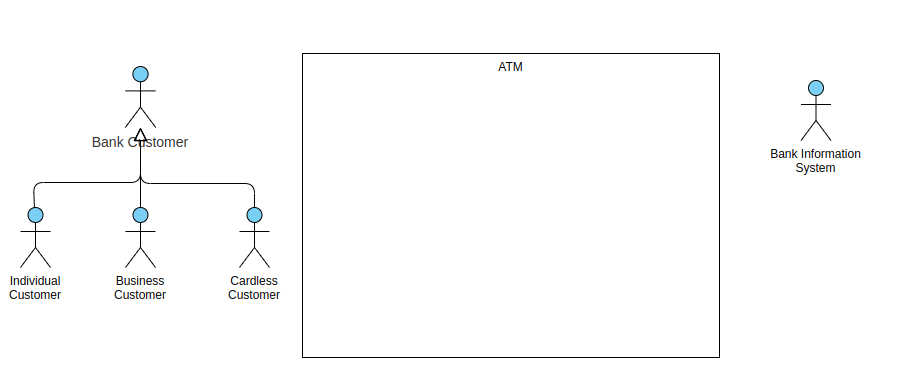 ATM
Bank Customer
Bank Information
System
Individual
Customer
Business
Customer
Cardless
Customer